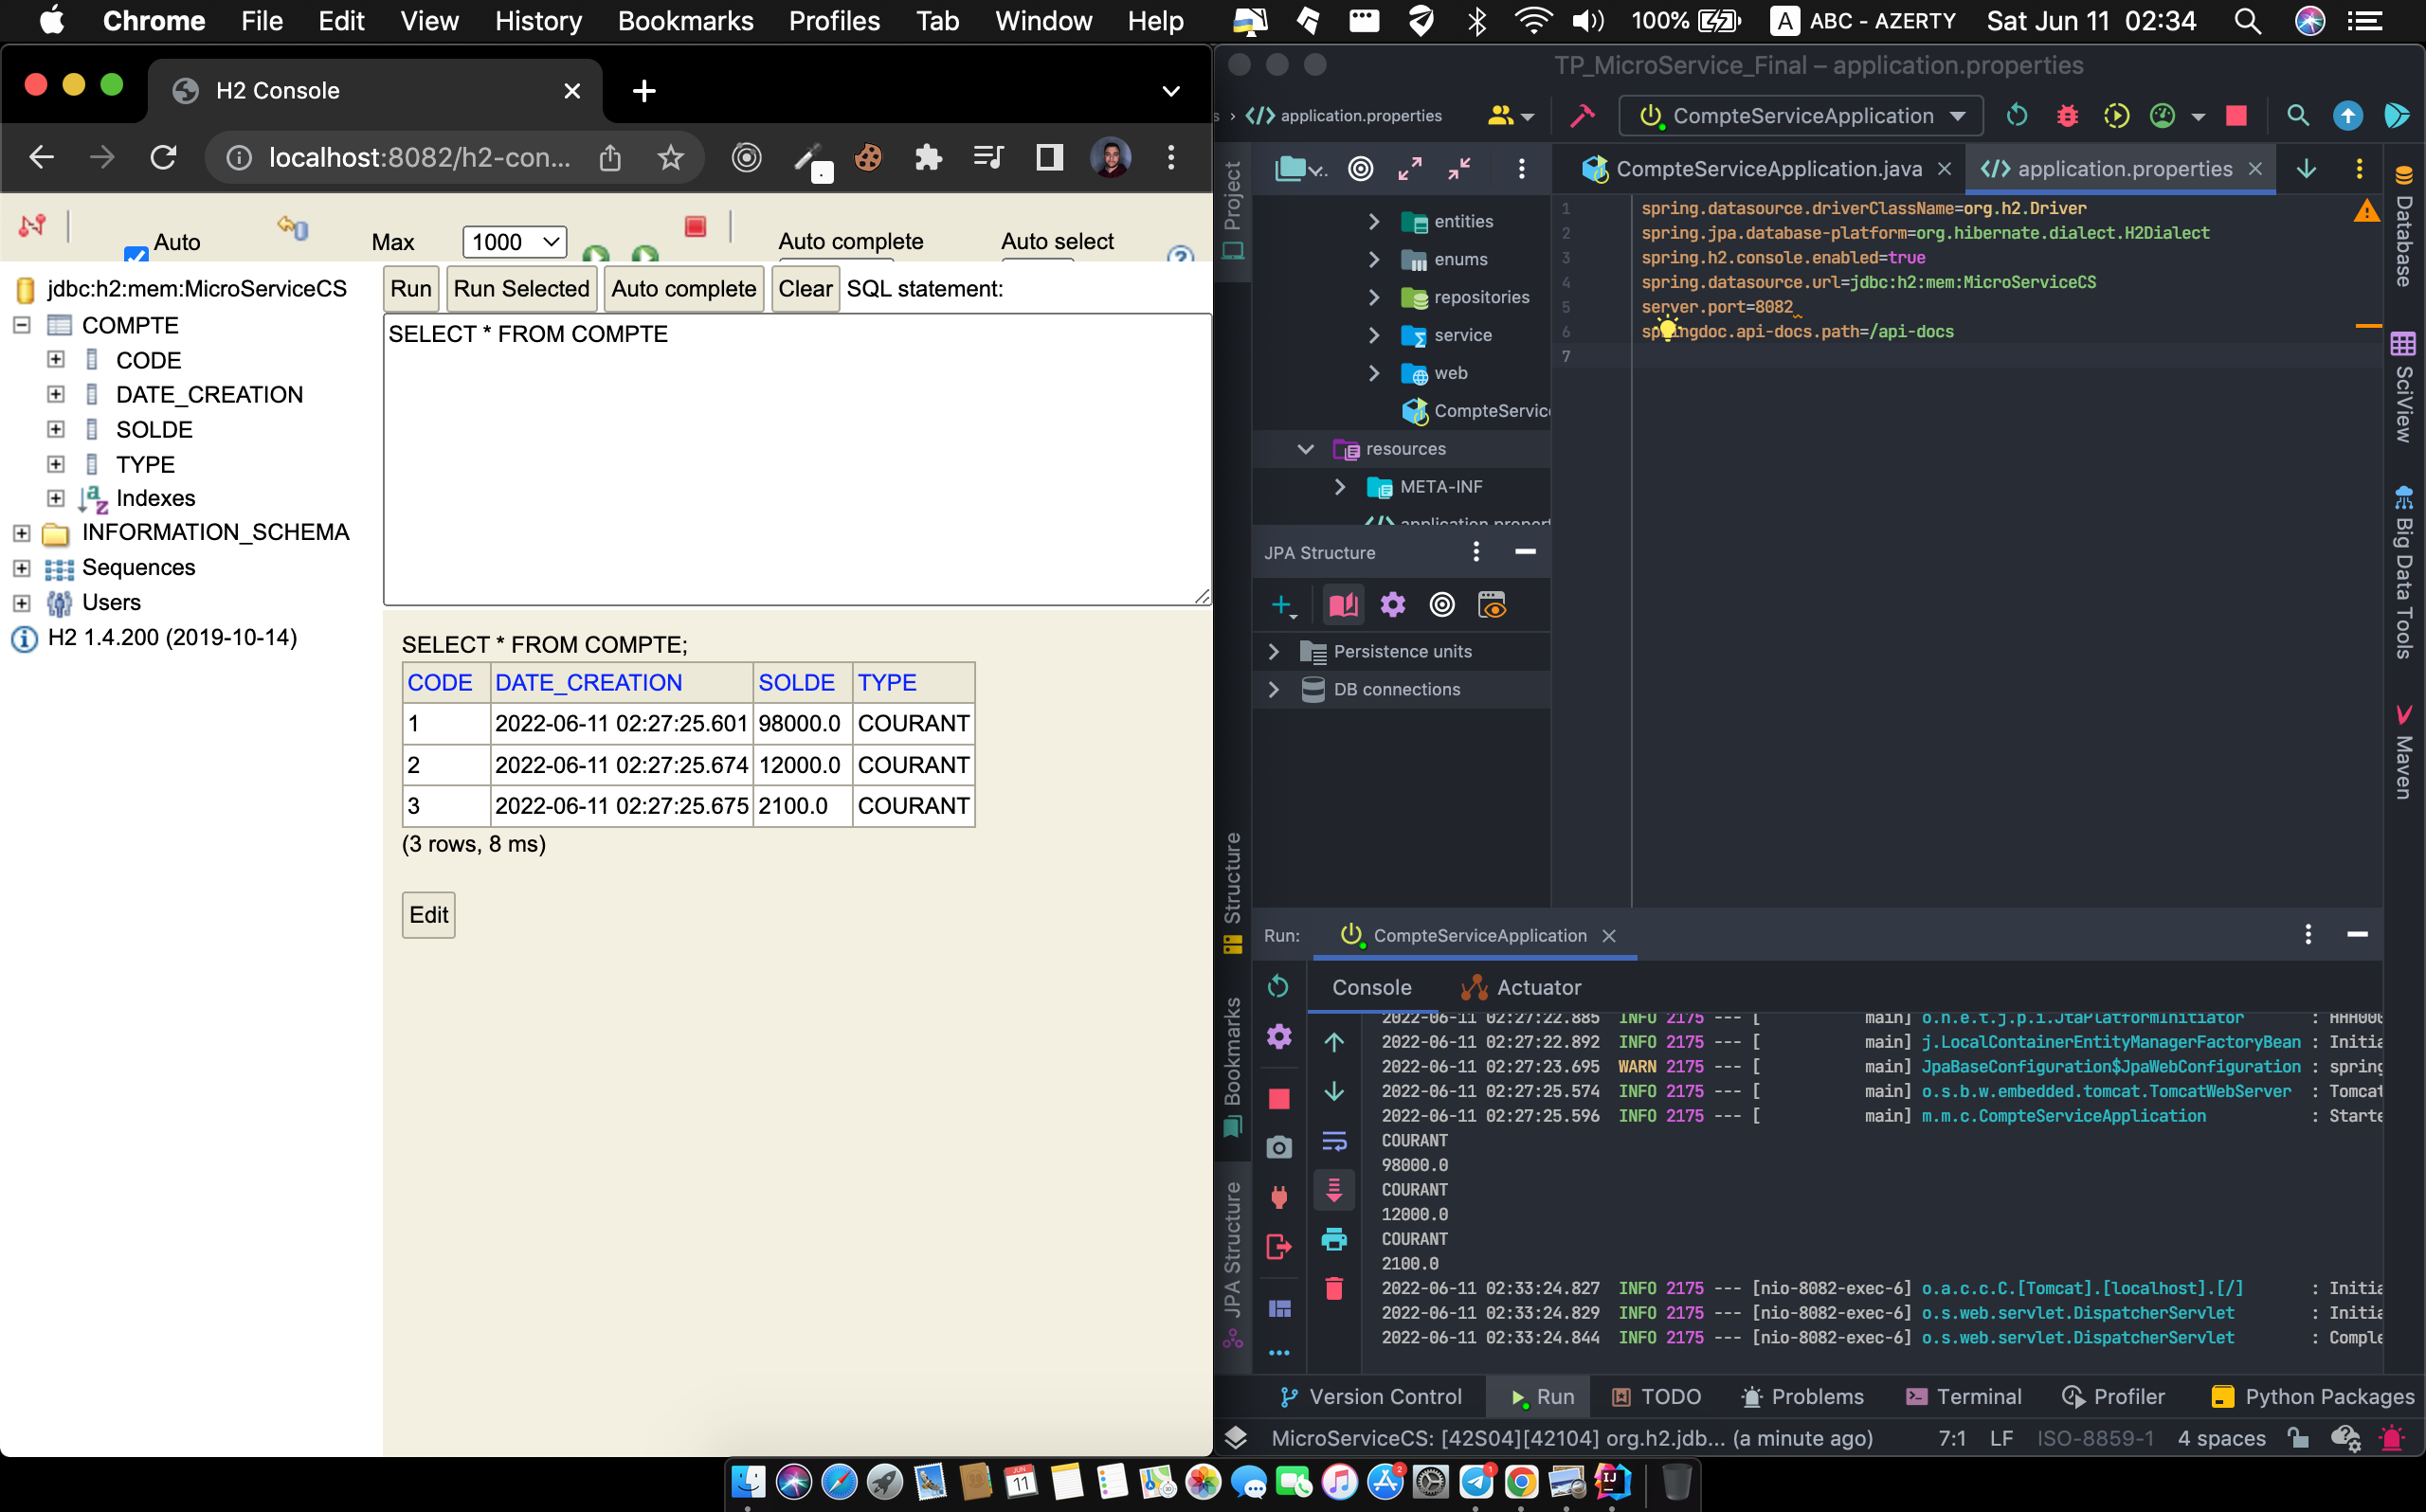 Chrome File Edit View History Bookmarks Profiles Tab Window Help 100% A ABC - AZERTY Sat Jun 11 02:34
H2 Console
localhost:8082/h2-con...
Auto Max 1000 Auto complete Auto select
jdbc:h2:mem:MicroServiceCS
COMPTE
CODE
DATE_CREATION
SOLDE
TYPE
Indexes
INFORMATION_SCHEMA
Sequences
Users
H2 1.4.200 (2019-10-14)
Run Run Selected Auto complete Clear SQL statement:
SELECT * FROM COMPTE
SELECT * FROM COMPTE;
CODE DATE_CREATION SOLDE TYPE
1 2022-06-11 02:27:25.601 98000.0 COURANT
2 2022-06-11 02:27:25.674 12000.0 COURANT
3 2022-06-11 02:27:25.675 2100.0 COURANT
(3 rows, 8 ms)
Edit
TP_MicroService_Final – application.properties
s › application.properties CompteServiceApplication
CompteServiceApplication.java application.properties
Project
entities
enums
repositories
service
web
CompteServic
resources
META-INF
application.propert
JPA Structure
Persistence units
DB connections
1 spring.datasource.driverClassName=org.h2.Driver
2 spring.jpa.database-platform=org.hibernate.dialect.H2Dialect
3 spring.h2.console.enabled=true
4 spring.datasource.url=jdbc:h2:mem:MicroServiceCS
5 server.port=8082
6 springdoc.api-docs.path=/api-docs
7
Database
SciView
Big Data Tools
Maven
Structure
Bookmarks
JPA Structure
Run: CompteServiceApplication
Console Actuator
2022-06-11 02:27:22.885 INFO 2175 --- [ main] o.h.e.t.j.p.i.JtaPlatformInitiator : HHH000
2022-06-11 02:27:22.892 INFO 2175 --- [ main] j.LocalContainerEntityManagerFactoryBean : Initia
2022-06-11 02:27:23.695 WARN 2175 --- [ main] JpaBaseConfiguration$JpaWebConfiguration : spring
2022-06-11 02:27:25.574 INFO 2175 --- [ main] o.s.b.w.embedded.tomcat.TomcatWebServer : Tomcat
2022-06-11 02:27:25.596 INFO 2175 --- [ main] m.m.c.CompteServiceApplication : Starte
COURANT
98000.0
COURANT
12000.0
COURANT
2100.0
2022-06-11 02:33:24.827 INFO 2175 --- [nio-8082-exec-6] o.a.c.c.C.[Tomcat].[localhost].[/] : Initia
2022-06-11 02:33:24.829 INFO 2175 --- [nio-8082-exec-6] o.s.web.servlet.DispatcherServlet : Initia
2022-06-11 02:33:24.844 INFO 2175 --- [nio-8082-exec-6] o.s.web.servlet.DispatcherServlet : Comple
Version Control Run TODO Problems Terminal Profiler Python Packages
MicroServiceCS: [42S04][42104] org.h2.jdb... (a minute ago) 7:1 LF ISO-8859-1 4 spaces
JUN 11
2
1
IJ